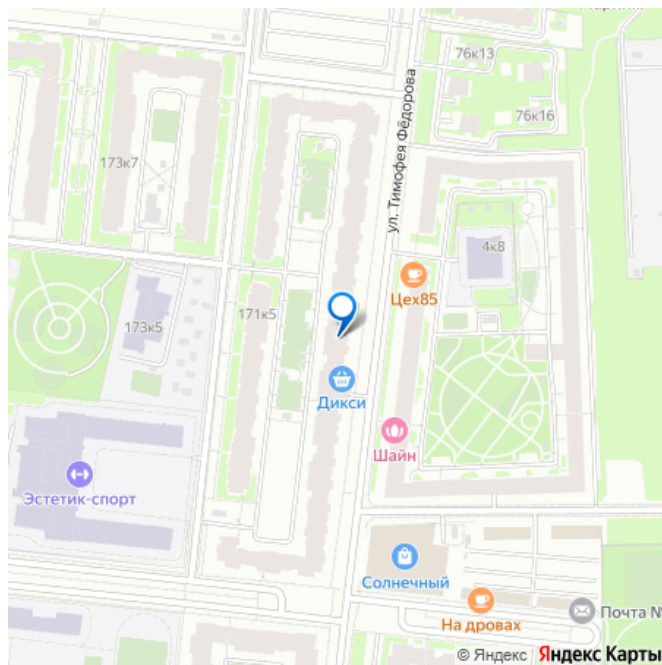 76к13
76к16
ул. Тимофея Фёдорова
173к7
4к8
Цех85
171к5
173к5
Дикси
Шайн
Эстетик-спорт
Солнечный
На дровах
Почта №
© Яндекс Яндекс Карты